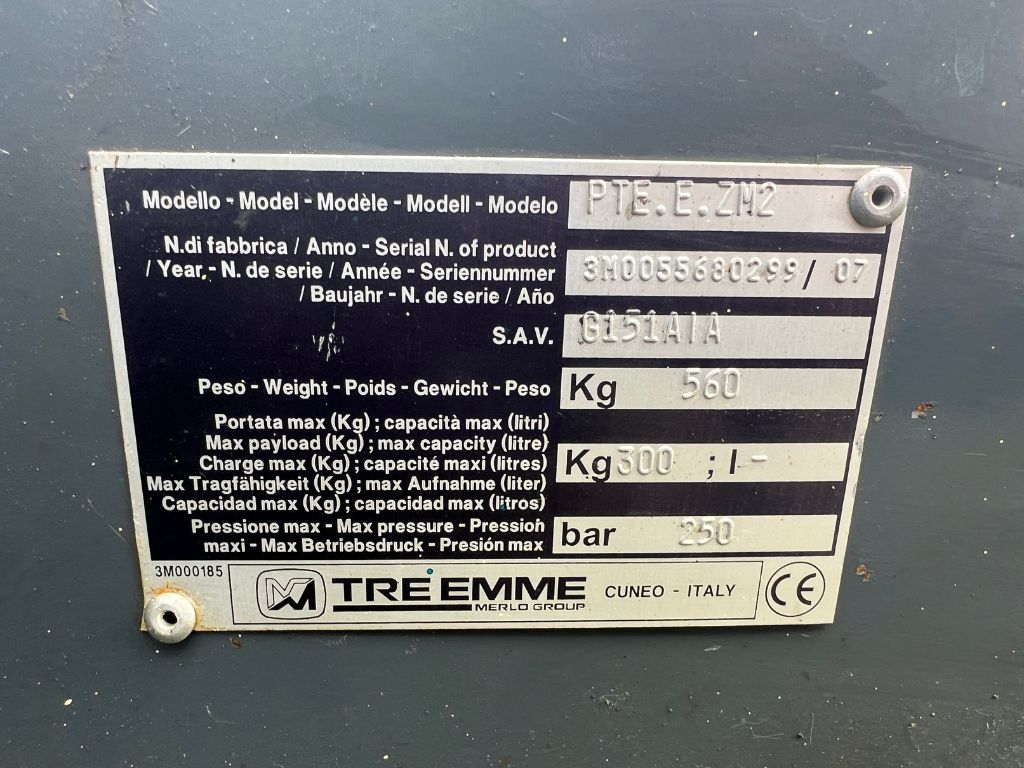 Modello - Model - Modèle - Modell - Modelo PTE.E.ZM2
N.di fabbrica / Anno - Serial N. of product
/ Year - N. de serie / Année - Seriennummer 3M0055680299/ 07
/ Baujahr - N. de serie / Año
S.A.V. G151A1A
Peso - Weight - Poids - Gewicht - Peso Kg 560
Portata max (Kg) ; capacità max (litri)
Max payload (Kg) ; max capacity (litre)
Charge max (Kg) ; capacité maxi (litres) Kg 300 ; l -
Max Tragfähigkeit (Kg) ; max Aufnahme (liter)
Capacidad max (Kg) ; capacidad max (litros)
Pressione max - Max pressure - Pression bar 250
maxi - Max Betriebsdruck - Presión max
3M000185
TRE EMME CUNEO - ITALY CE
MERLO GROUP